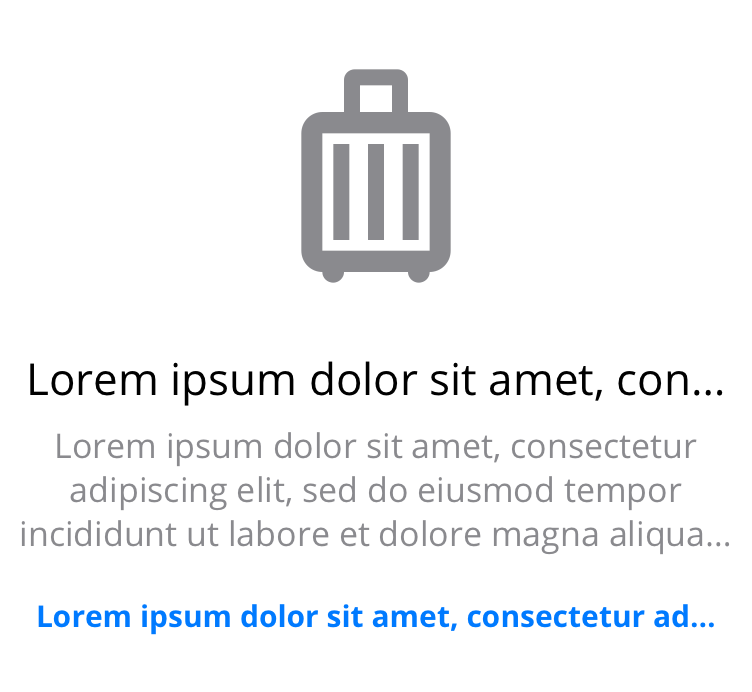 Lorem ipsum dolor sit amet, con...
Lorem ipsum dolor sit amet, consectetur
adipiscing elit, sed do eiusmod tempor
incididunt ut labore et dolore magna aliqua...
Lorem ipsum dolor sit amet, consectetur ad...